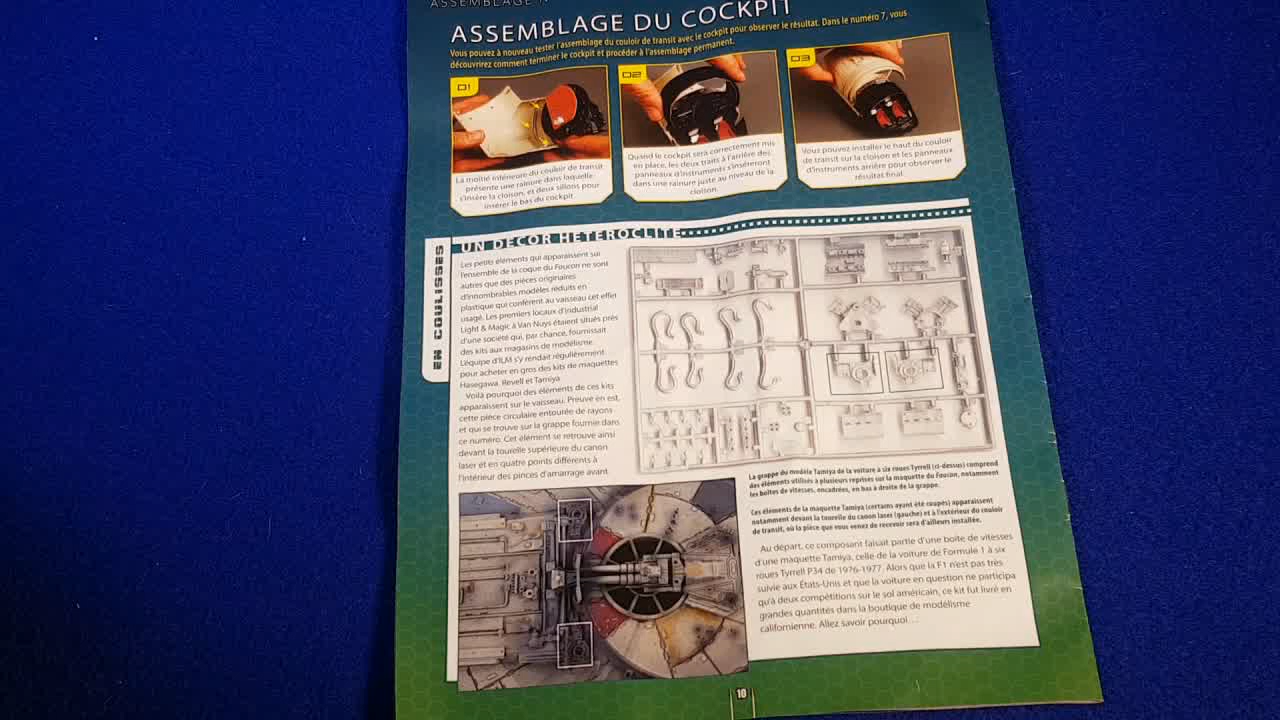 ASSEMBLAGE DU COCKPIT
Vous pouvez à nouveau tester l'assemblage du couloir de transit avec le cockpit pour observer le résultat. Dans le numéro 7, vous
découvrirez comment terminer le cockpit et procéder à l'assemblage permanent.
01
La moitié inférieure du couloir de transit
présente une rainure dans laquelle
s'insère la cloison, et deux sillons pour
insérer le bas du cockpit.
02
Quand le cockpit sera correctement mis
en place, les deux traits à l'arrière des
panneaux d'instruments s'inséreront
dans une rainure juste au niveau de la
cloison.
03
Vous pouvez installer le haut du couloir
de transit sur la cloison et les panneaux
d'instruments arrière pour observer le
résultat final.
EN COULISSES
UN DÉCOR HÉTÉROCLITE
Les petits éléments qui apparaissent sur
l'ensemble de la coque du Faucon ne sont
autres que des pièces originaires
d'innombrables modèles réduits en
plastique qui confèrent au vaisseau cet effet
usagé. Les premiers locaux d'Industrial
Light & Magic à Van Nuys étaient situés près
d'une société qui, par chance, fournissait
des kits aux magasins de modélisme.
L'équipe d'ILM s'y rendait régulièrement
pour acheter en gros des kits de maquettes
Hasegawa, Revell et Tamiya.
Voilà pourquoi des éléments de ces kits
apparaissent sur le vaisseau. Preuve en est,
cette pièce circulaire entourée de rayons
et qui se trouve sur la grappe fournie dans
ce numéro. Cet élément se retrouve ainsi
devant la tourelle supérieure du canon
laser et en quatre points différents à
l'intérieur des pinces d'amarrage avant.
La grappe du modèle Tamiya de la voiture à six roues Tyrrell (ci-dessus) comprend
des éléments utilisés à plusieurs reprises sur la maquette du Faucon, notamment
les boîtes de vitesses, encadrées, en bas à droite de la grappe.
Ces éléments de la maquette Tamiya (certains ayant été coupés) apparaissent
notamment devant la tourelle du canon laser (gauche) et à l'extérieur du couloir
de transit, où la pièce que vous venez de recevoir sera d'ailleurs installée.
Au départ, ce composant faisait partie d'une boîte de vitesses
d'une maquette Tamiya, celle de la voiture de Formule 1 à six
roues Tyrrell P34 de 1976-1977. Alors que la F1 n'est pas très
suivie aux États-Unis et que la voiture en question ne participa
qu'à deux compétitions sur le sol américain, ce kit fut livré en
grandes quantités dans la boutique de modélisme
californienne. Allez savoir pourquoi…
10